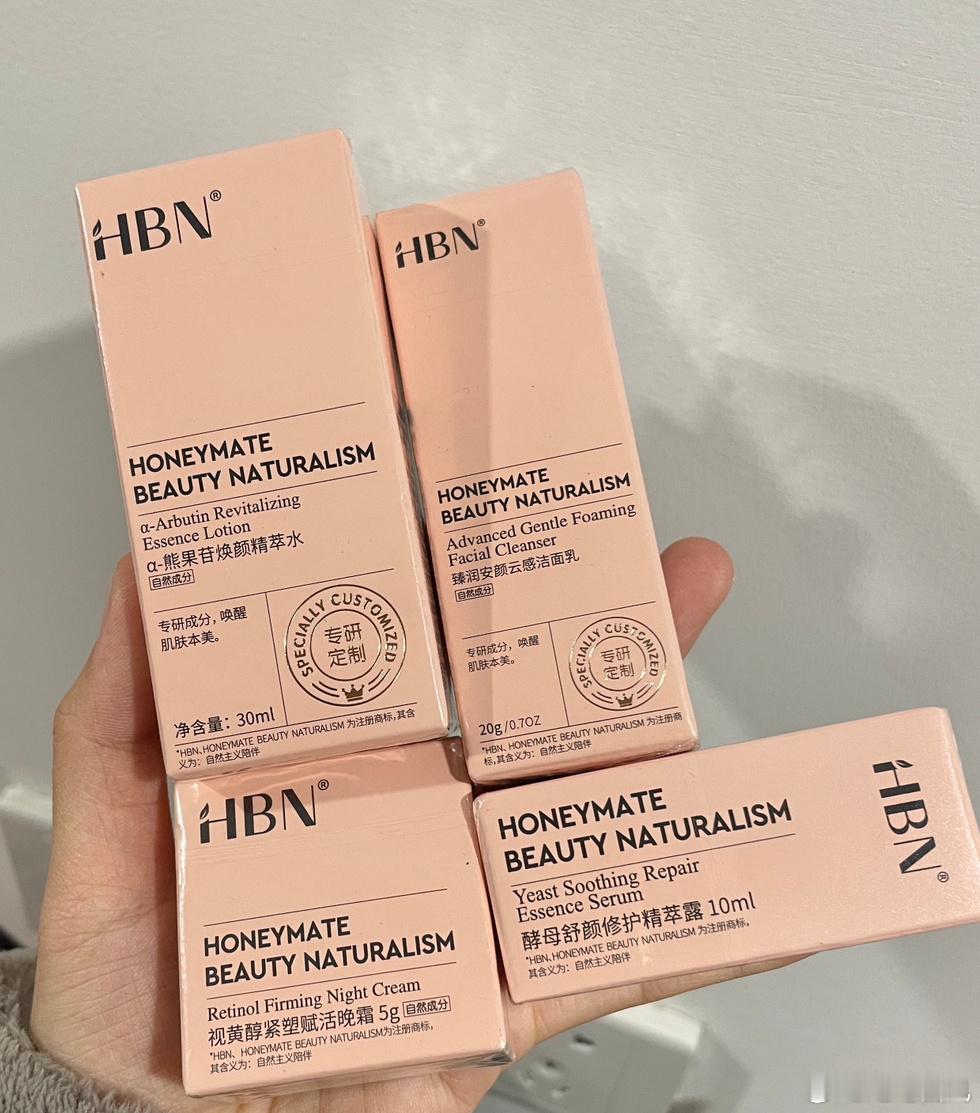 HBN®
HONEYMATE
BEAUTY NATURALISM
α-Arbutin Revitalizing
Essence Lotion
α-熊果苷焕颜精萃水
自然成分
专研成分，唤醒
肌肤本美。
SPECIALLY CUSTOMIZED
专研
定制
净含量：30ml
*HBN、HONEYMATE BEAUTY NATURALISM 为注册商标，其含
义为：自然主义陪伴
HBN®
HONEYMATE
BEAUTY NATURALISM
Advanced Gentle Foaming
Facial Cleanser
臻润安颜云感洁面乳
自然成分
专研成分，唤醒
肌肤本美。
SPECIALLY CUSTOMIZED
专研
定制
20g/0.7OZ
*HBN、HONEYMATE BEAUTY NATURALISM 为注册商
标，其含义为：自然主义陪伴
HBN®
HONEYMATE
BEAUTY NATURALISM
Retinol Firming Night Cream
视黄醇紧塑赋活晚霜 5g 自然成分
*HBN、HONEYMATE BEAUTY NATURALISM为注册商标，
其含义为：自然主义陪伴
HONEYMATE
BEAUTY NATURALISM
Yeast Soothing Repair
Essence Serum
酵母舒颜修护精萃露 10ml
*HBN、HONEYMATE BEAUTY NATURALISM 为注册商标，
其含义为：自然主义陪伴
HBN®